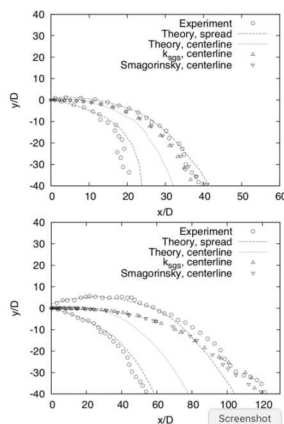 40
30
20
10
0
-10
-20
-30
-40
y/D
Experiment
Theory, spread
Theory, centerline
k_sgs, centerline
Smagorinsky, centerline
0 10 20 30 40 50 60
x/D
40
30
20
10
0
-10
-20
-30
-40
y/D
Experiment
Theory, spread
Theory, centerline
k_sgs, centerline
Smagorinsky, centerline
0 20 40 60 80 100 120
x/D
Screenshot